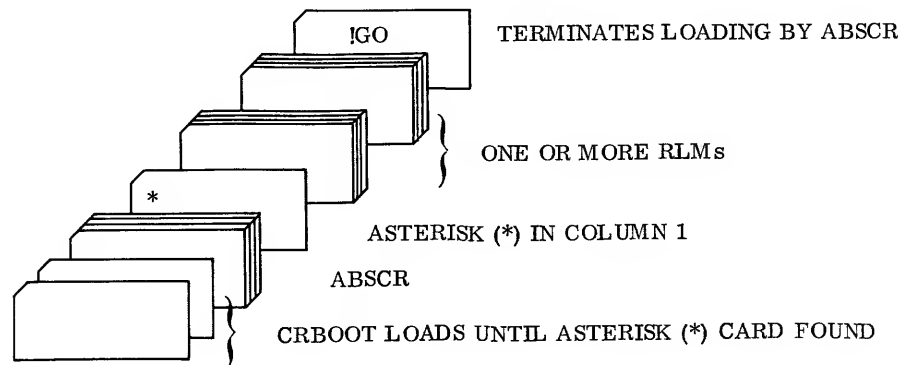 !GO
TERMINATES LOADING BY ABSCR
ONE OR MORE RLMs
*
ASTERISK (*) IN COLUMN 1
ABSCR
CRBOOT LOADS UNTIL ASTERISK (*) CARD FOUND